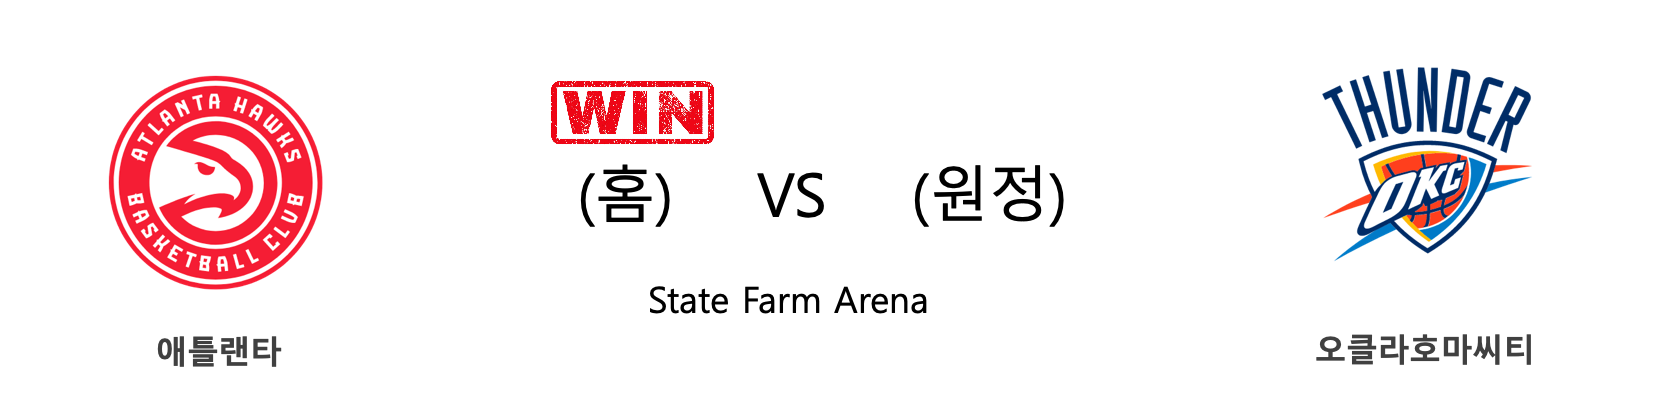 ATLANTA HAWKS
BASKETBALL CLUB
애틀랜타
WIN
(홈) VS (원정)
State Farm Arena
THUNDER
OKC
오클라호마씨티